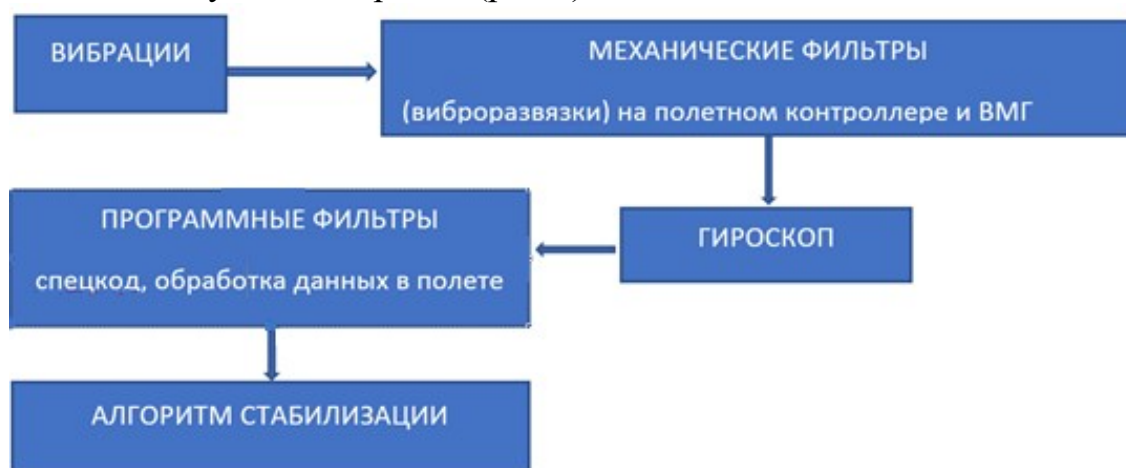 ВИБРАЦИИ
МЕХАНИЧЕСКИЕ ФИЛЬТРЫ
(виброразвязки) на полетном контроллере и ВМГ
ГИРОСКОП
ПРОГРАММНЫЕ ФИЛЬТРЫ
спецкод, обработка данных в полете
АЛГОРИТМ СТАБИЛИЗАЦИИ